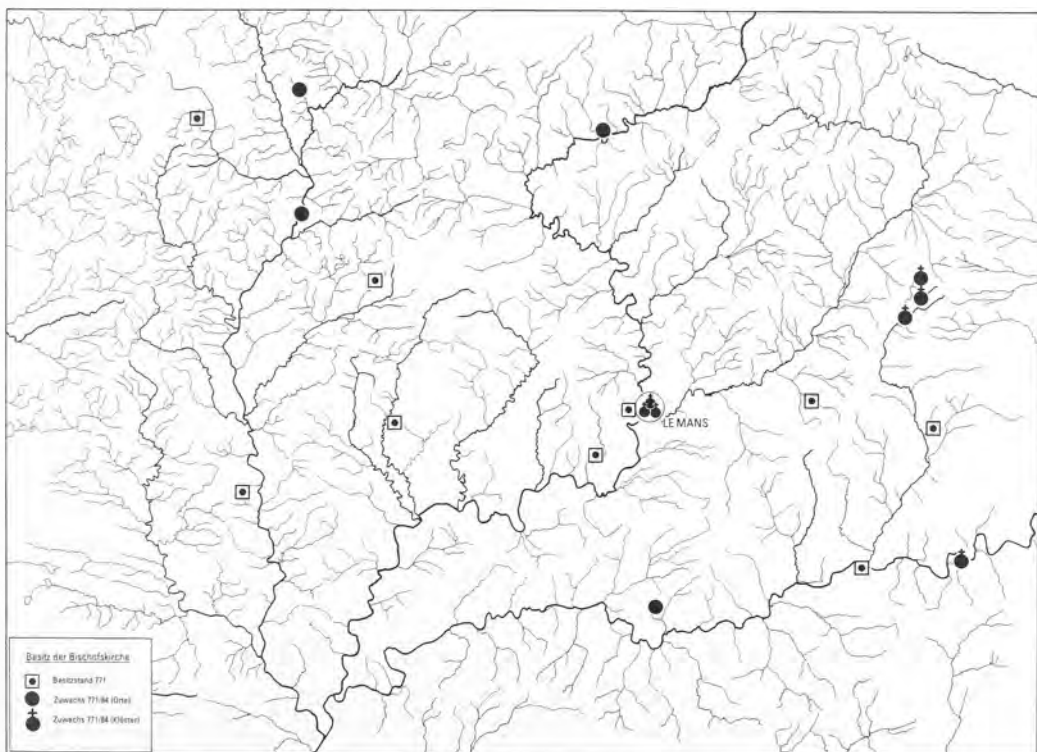 LE MANS
Besitz der Bischofskirche
Besitzstand 771
Zuwachs 771/84 (Orte)
Zuwachs 771/84 (Klöster)